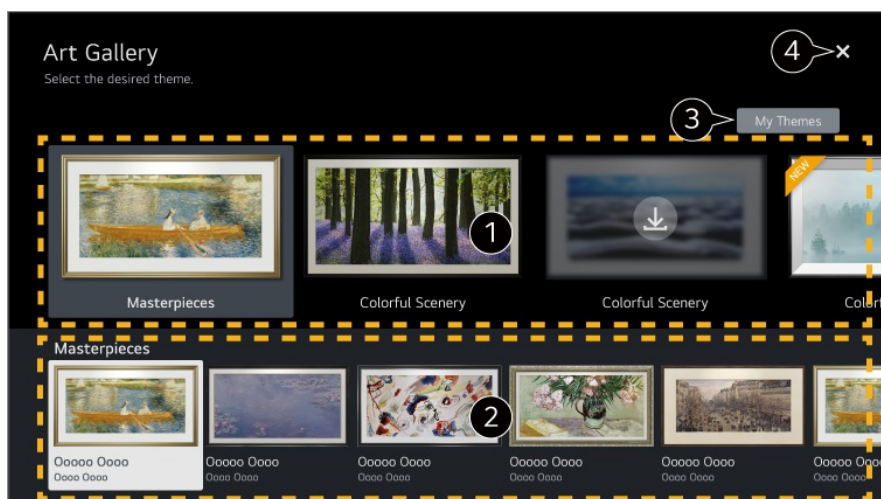 Art Gallery
4
Select the desired theme.
3
My Themes
NEW
1
Masterpieces
Colorful Scenery
Colorful Scenery
Masterpieces
2
Ooooo Oooo
Ooooo Oooo
Ooooo Oooo
Ooooo Oooo
Ooooo Oooo
Oooo Oooo
Oooo Oooo
Oooo Oooo
Oooo Oooo
Oooo Oooo
Oooo Oooo